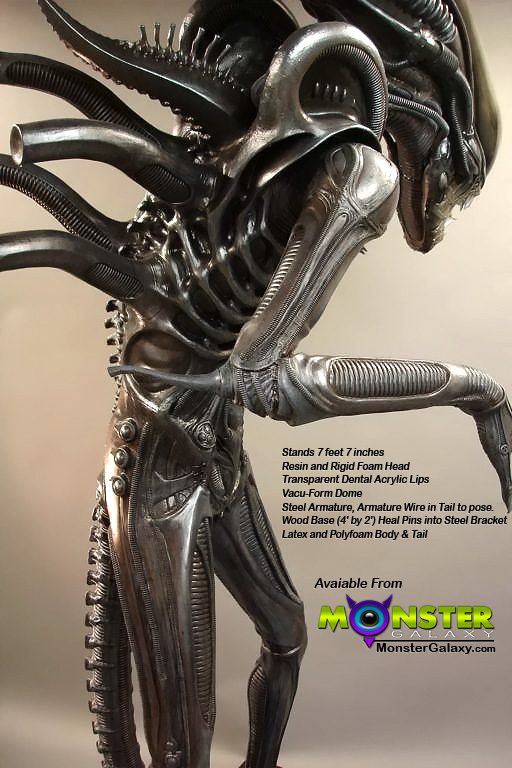 Stands 7 feet 7 inches
Resin and Rigid Foam Head
Transparent Dental Acrylic Lips
Vacu-Form Dome
Steel Armature, Armature Wire in Tail to pose.
Wood Base (4' by 2') Heal Pins into Steel Bracket
Latex and Polyfoam Body & Tail
Avaiable From
MONSTER
GALAXY
MonsterGalaxy.com